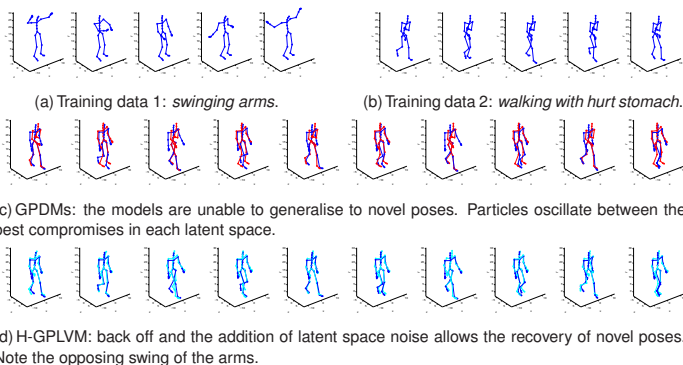 (a) Training data 1: swinging arms.
(b) Training data 2: walking with hurt stomach.
c) GPDMs: the models are unable to generalise to novel poses. Particles oscillate between the
best compromises in each latent space.
d) H-GPLVM: back off and the addition of latent space noise allows the recovery of novel poses.
Note the opposing swing of the arms.